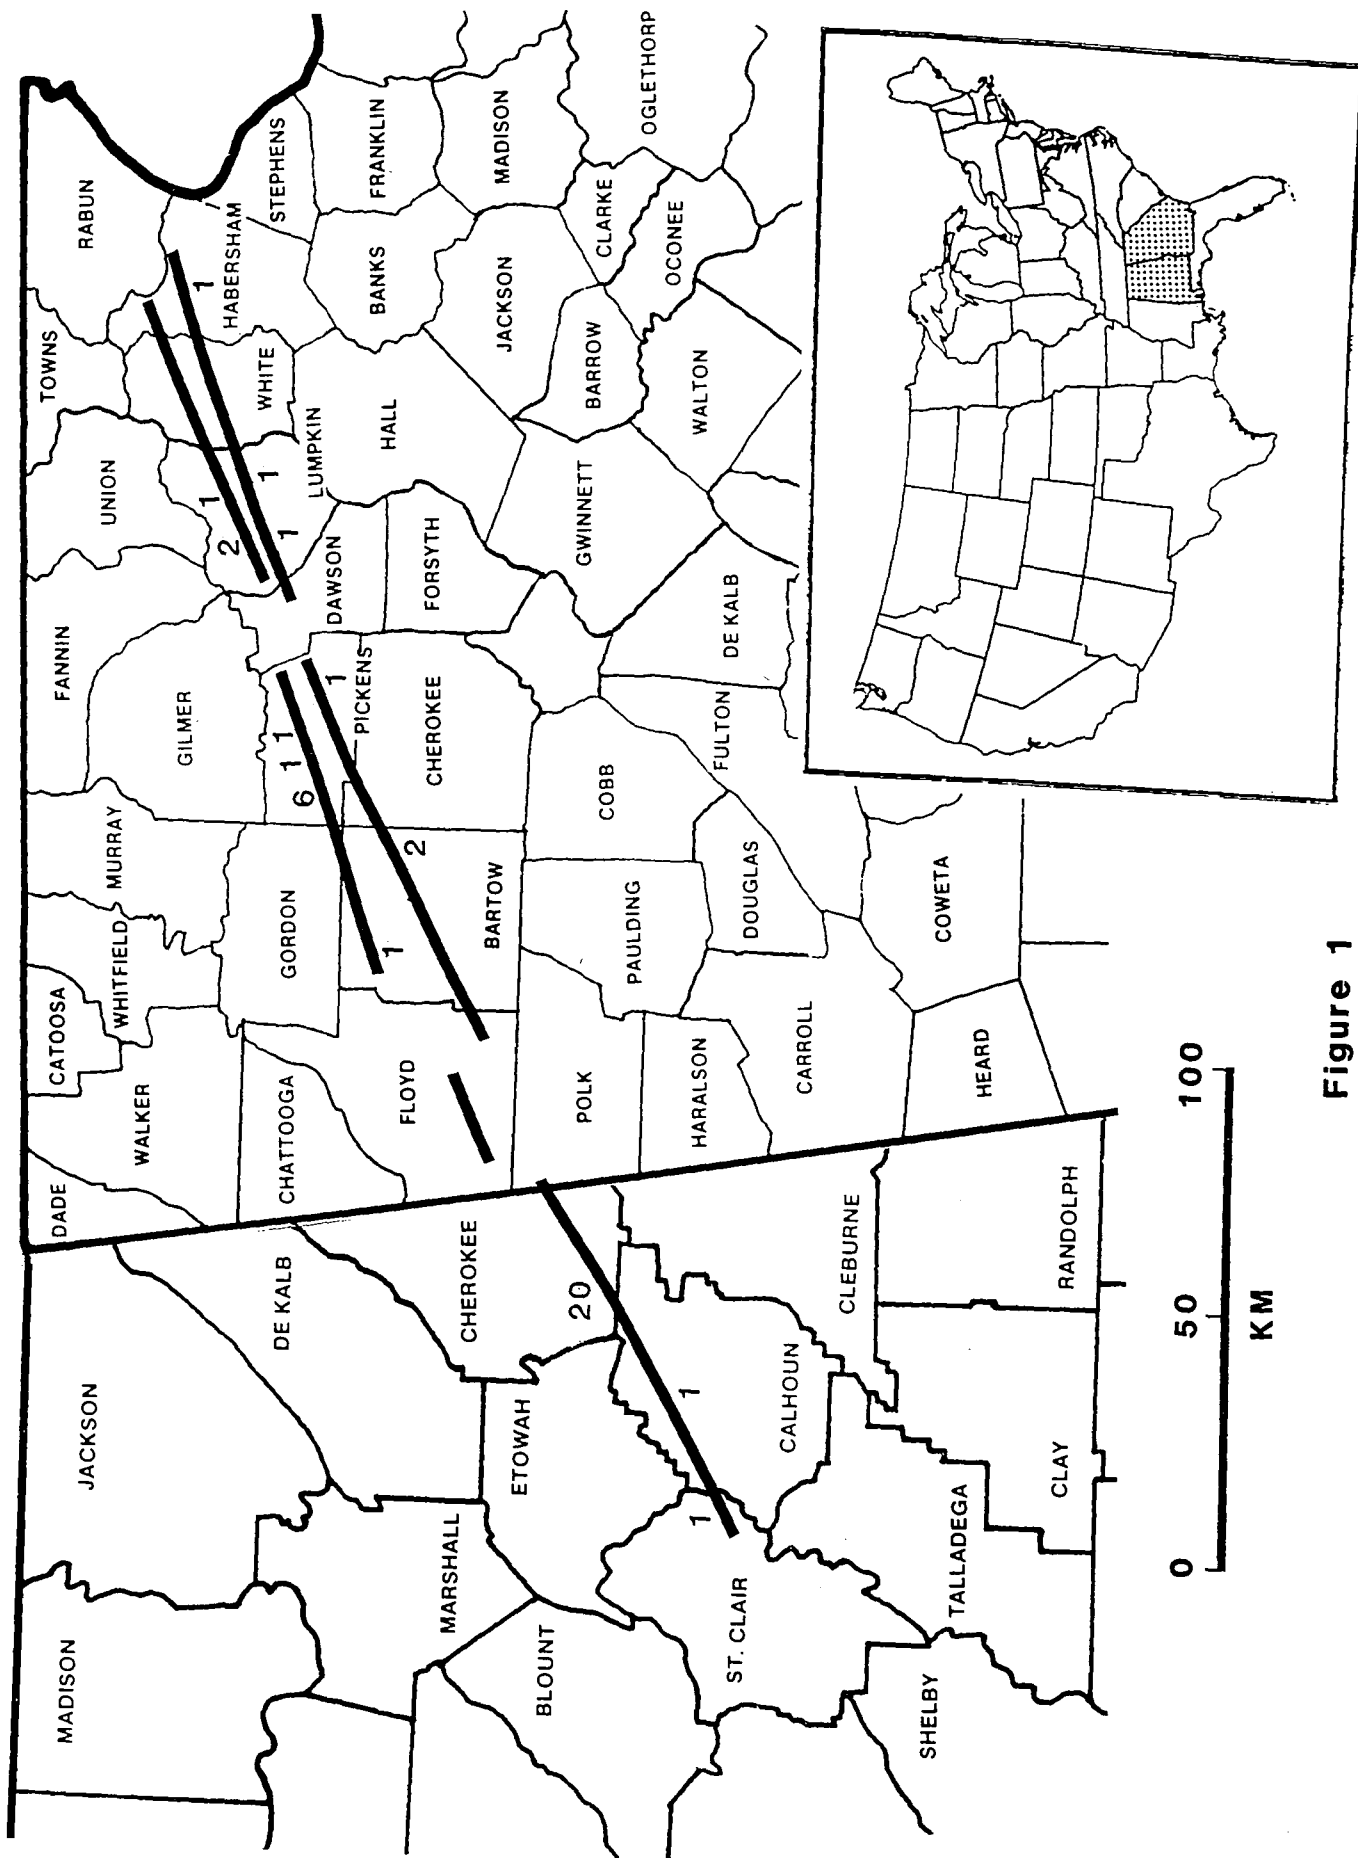 MADISON
JACKSON
DADE
CATOOSA
WALKER
WHITFIELD
MURRAY
FANNIN
UNION
TOWNS
RABUN
DE KALB
CHATTOOGA
GORDON
GILMER
LUMPKIN
WHITE
HABERSHAM
STEPHENS
MARSHALL
CHEROKEE
FLOYD
BARTOW
PICKENS
CHEROKEE
DAWSON
FORSYTH
HALL
BANKS
FRANKLIN
BLOUNT
ETOWAH
POLK
PAULDING
COBB
GWINNETT
BARROW
JACKSON
MADISON
ST. CLAIR
CALHOUN
CLEBURNE
HARALSON
DOUGLAS
FULTON
DE KALB
WALTON
OCONEE
CLARKE
OGLETHORP
SHELBY
TALLADEGA
CLAY
RANDOLPH
CARROLL
HEARD
COWETA
1
1
20
1
2
6
1
1
1
2
1
1
1
1
0
50
100
KM
Figure 1